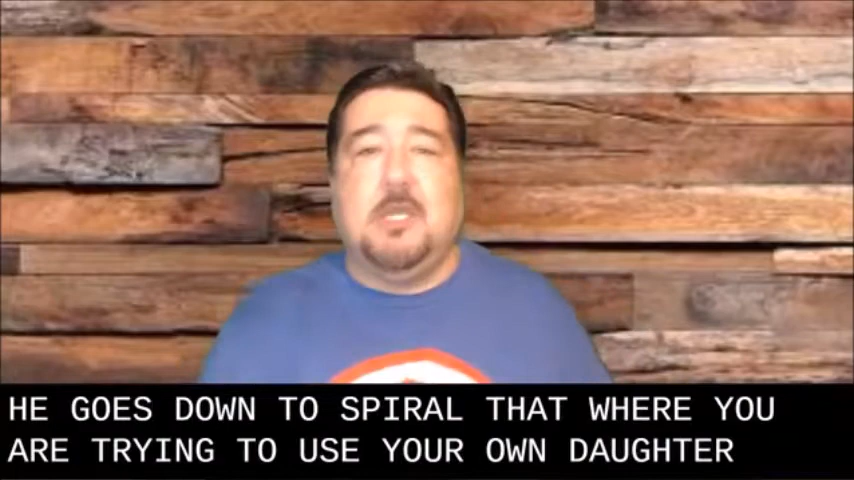 HE GOES DOWN TO SPIRAL THAT WHERE YOU
ARE TRYING TO USE YOUR OWN DAUGHTER